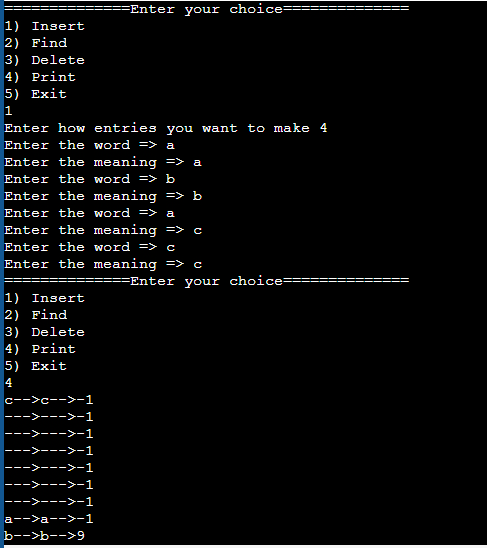 ==============Enter your choice==============
1) Insert
2) Find
3) Delete
4) Print
5) Exit
1
Enter how entries you want to make 4
Enter the word => a
Enter the meaning => a
Enter the word => b
Enter the meaning => b
Enter the word => a
Enter the meaning => c
Enter the word => c
Enter the meaning => c
==============Enter your choice==============
1) Insert
2) Find
3) Delete
4) Print
5) Exit
4
c-->c-->-1
--->--->-1
--->--->-1
--->--->-1
--->--->-1
--->--->-1
--->--->-1
a-->a-->-1
b-->b-->9